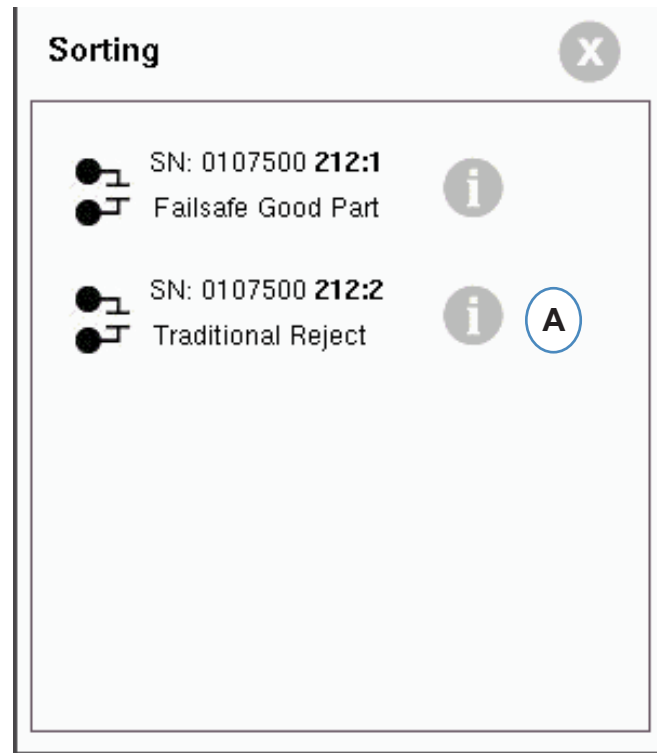 Sorting
X
SN: 0107500 212:1
Failsafe Good Part
i
SN: 0107500 212:2
Traditional Reject
i
A